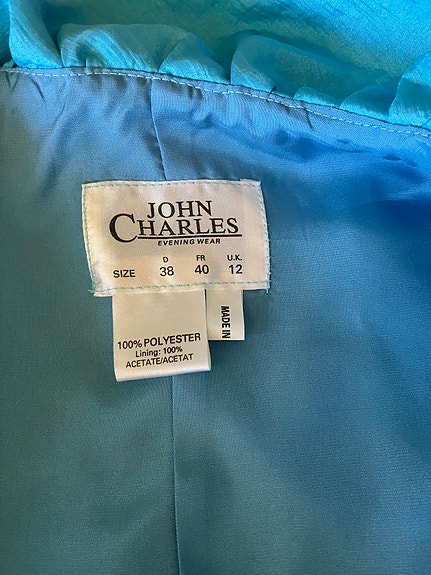 JOHN
CHARLES
EVENING WEAR
D FR U.K.
SIZE 38 40 12
MADE IN
100% POLYESTER
Lining: 100%
ACETATE/ACETAT